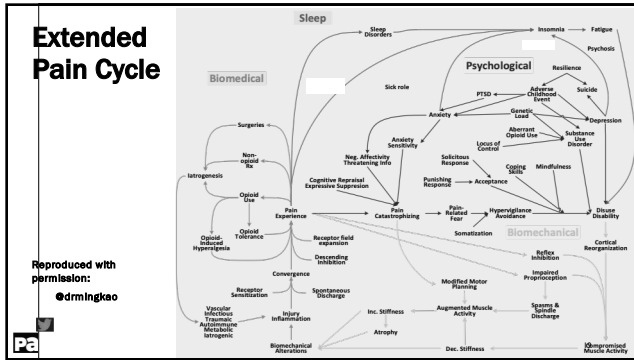 Extended
Pain Cycle
Reproduced with
permission:
@drmingkao
Pa
Sleep
Sleep
Disorders
Insomnia
Fatigue
Psychosis
Biomedical
Psychological
Resilience
Sick role
PTSD
Adverse
Childhood
Event
Suicide
Anxiety
Genetic
Load
Depression
Surgeries
Aberrant
Opioid Use
Substance
Use
Disorder
Anxiety
Sensitivity
Locus of
Control
Non-
opioid
Rx
Neg. Affectivity
Threatening Info
Solicitous
Response
Coping
Skills
Mindfulness
Iatrogenesis
Cognitive Repraisal
Expressive Suppression
Punishing
Response
Acceptance
Opioid
Use
Pain
Experience
Pain
Catastrophizing
Pain-
Related
Fear
Hypervigilance
Avoidance
Disuse
Disability
Opioid-
Induced
Hyperalgesia
Opioid
Tolerance
Somatization
Biomechanical
Receptor field
expansion
Cortical
Reorganization
Descending
Inhibition
Reflex
Inhibition
Convergence
Impaired
Proprioception
Modified Motor
Planning
Receptor
Sensitization
Spontaneous
Discharge
Vascular
Infectious
Traumaic
Autoimmune
Metabolic
Iatrogenic
Injury
Inflammation
Inc. Stiffness
Augmented Muscle
Activity
Spasms &
Spindle
Discharge
Atrophy
Biomechanical
Alterations
Dec. Stiffness
Compromised
Muscle Activity